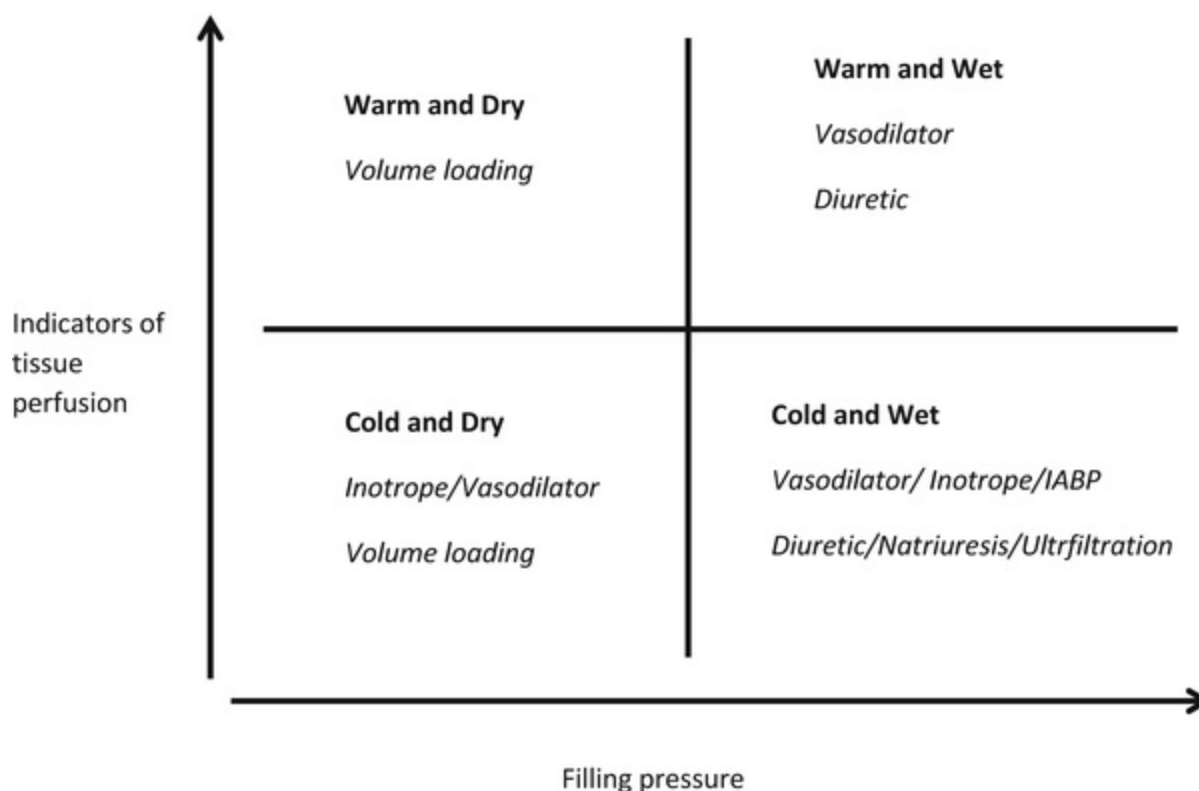 Warm and Dry
Volume loading
Warm and Wet
Vasodilator
Diuretic
Indicators of
tissue
perfusion
Cold and Dry
Inotrope/Vasodilator
Volume loading
Cold and Wet
Vasodilator/ Inotrope/IABP
Diuretic/Natriuresis/Ultrfiltration
Filling pressure